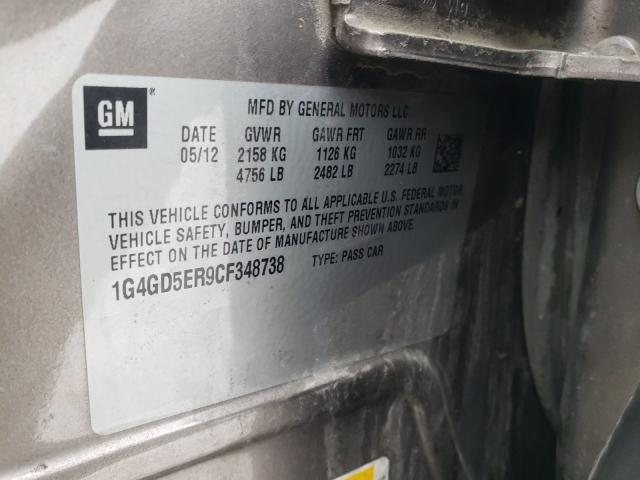 GM ®
MFD BY GENERAL MOTORS LLC
DATE GVWR GAWR FRT GAWR RR
05/12 2158 KG 1126 KG 1032 KG
4756 LB 2482 LB 2274 LB
THIS VEHICLE CONFORMS TO ALL APPLICABLE U.S. FEDERAL MOTOR
VEHICLE SAFETY, BUMPER, AND THEFT PREVENTION STANDARDS IN
EFFECT ON THE DATE OF MANUFACTURE SHOWN ABOVE.
1G4GD5ER9CF348738 TYPE: PASS CAR